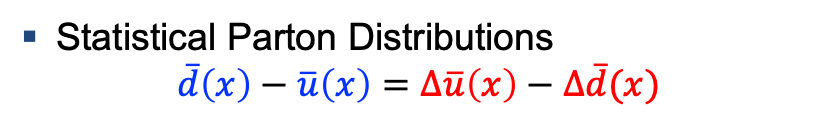 ▪ Statistical Parton Distributions
d̄(x) − ū(x) = Δū(x) − Δd̄(x)